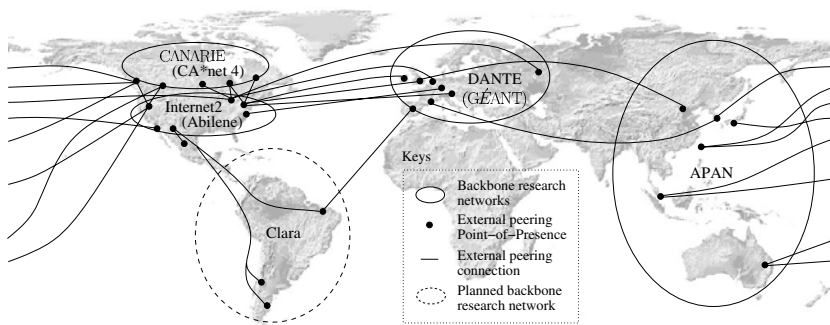 CANARIE
(CA*net 4)
Internet2
(Abilene)
DANTE
(GÉANT)
Clara
APAN
Keys
Backbone research
networks
External peering
Point−of−Presence
External peering
connection
Planned backbone
research network